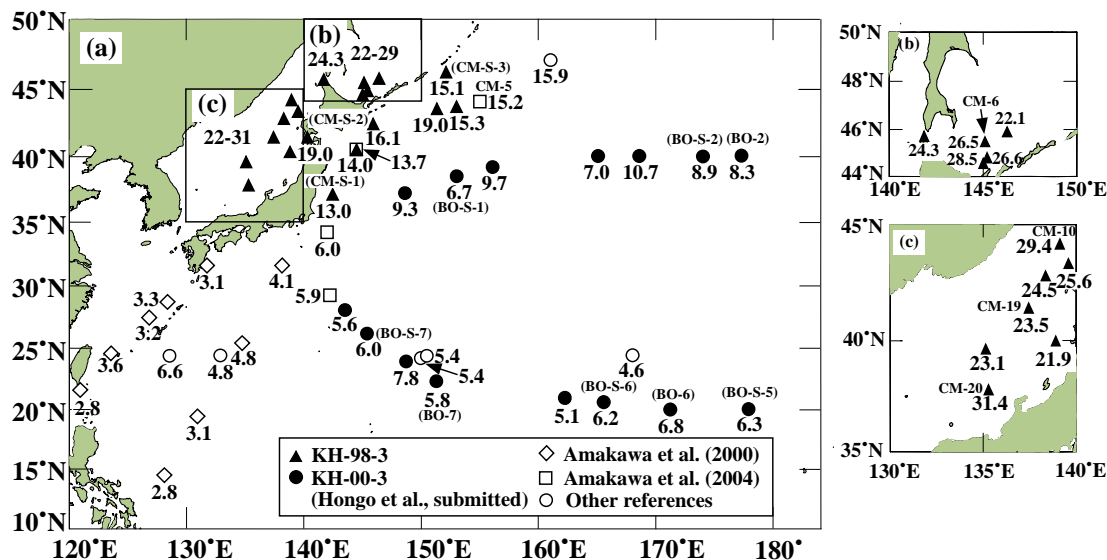 50˚N
(a)
(b)
24.3
22-29
(CM-S-3)
15.1
CM-5
15.2
15.9
45˚N
(c)
22-31
(CM-S-2)
19.0
16.1
19.0
15.3
40˚N
14.0
13.7
7.0
10.7
(BO-S-2)
8.9
(BO-2)
8.3
(CM-S-1)
13.0
9.3
6.7
(BO-S-1)
9.7
35˚N
6.0
3.1
4.1
30˚N
3.3
3.2
5.9
5.6
6.0
(BO-S-7)
25˚N
3.6
6.6
4.8
4.8
7.8
5.4
5.4
4.6
2.8
5.8
(BO-7)
5.1
(BO-S-6)
6.2
(BO-6)
6.8
(BO-S-5)
6.3
20˚N
3.1
15˚N
2.8
10˚N
KH-98-3
KH-00-3
(Hongo et al., submitted)
Amakawa et al. (2000)
Amakawa et al. (2004)
Other references
120˚E
130˚E
140˚E
150˚E
160˚E
170˚E
180˚
50˚N
(b)
48˚N
CM-6
46˚N
24.3
26.5
22.1
28.5
26.6
44˚N
140˚E
145˚E
150˚E
45˚N
(c)
CM-10
29.4
25.6
24.5
CM-19
23.5
40˚N
23.1
21.9
CM-20
31.4
35˚N
130˚E
135˚E
140˚E